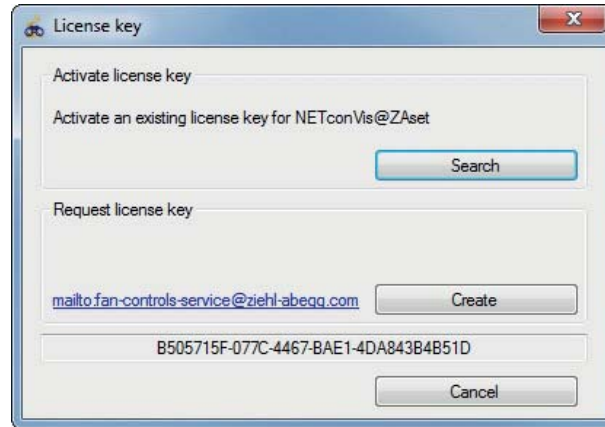 License key
Activate license key
Activate an existing license key for NETconVis@ZAset
Search
Request license key
mailto:fan-controls-service@ziehl-abegg.com
Create
B505715F-077C-4467-BAE1-4DA843B4B51D
Cancel